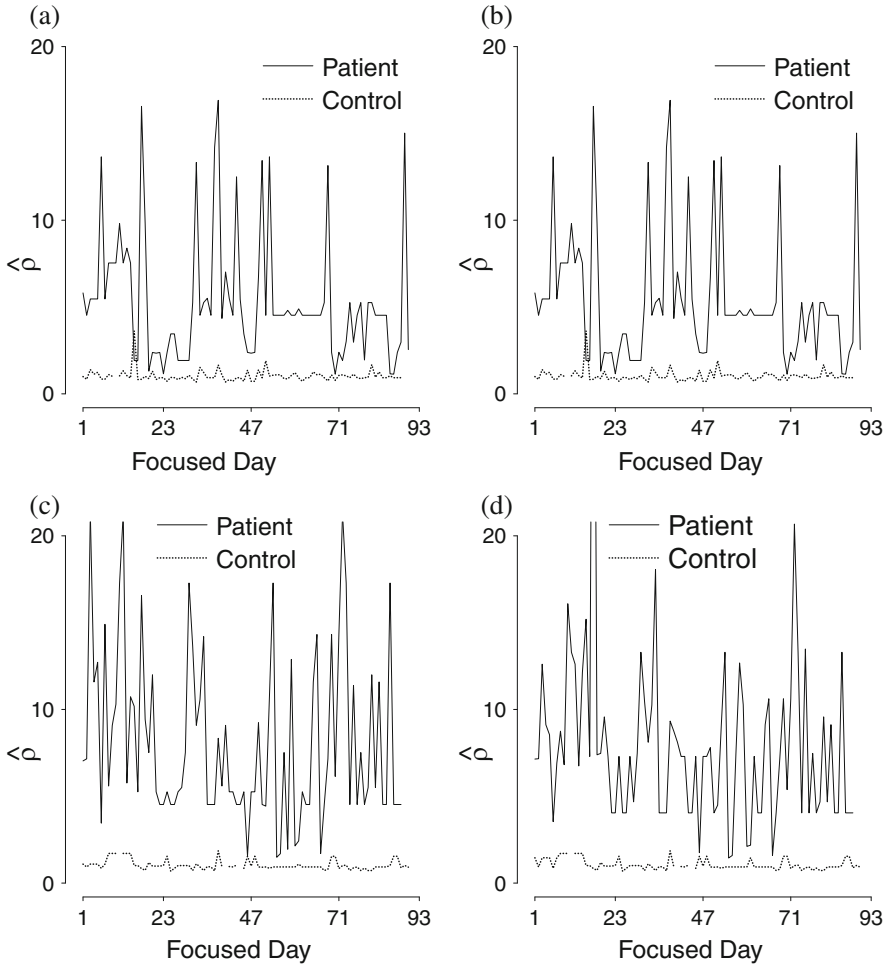 (a)
20
10
0
ρ̂
Patient
Control
1 23 47 71 93
Focused Day
(b)
20
10
0
ρ̂
Patient
Control
1 23 47 71 93
Focused Day
(c)
20
10
0
ρ̂
Patient
Control
1 23 47 71 93
Focused Day
(d)
20
10
0
ρ̂
Patient
Control
1 23 47 71 93
Focused Day